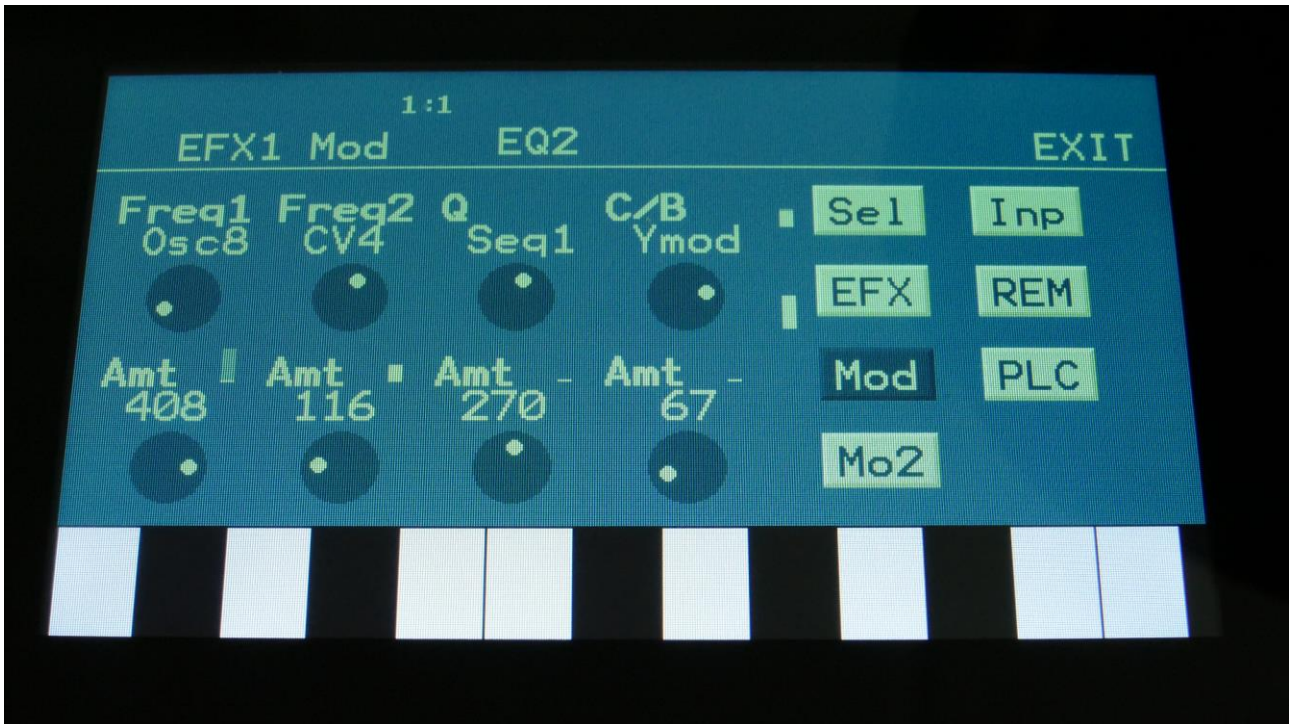 1:1
EFX1 Mod EQ2 EXIT
Freq1 Freq2 Q C/B Sel Inp
Osc8 CV4 Seq1 Ymod
EFX REM
Amt Amt Amt Amt Mod PLC
408 116 270 67
Mo2